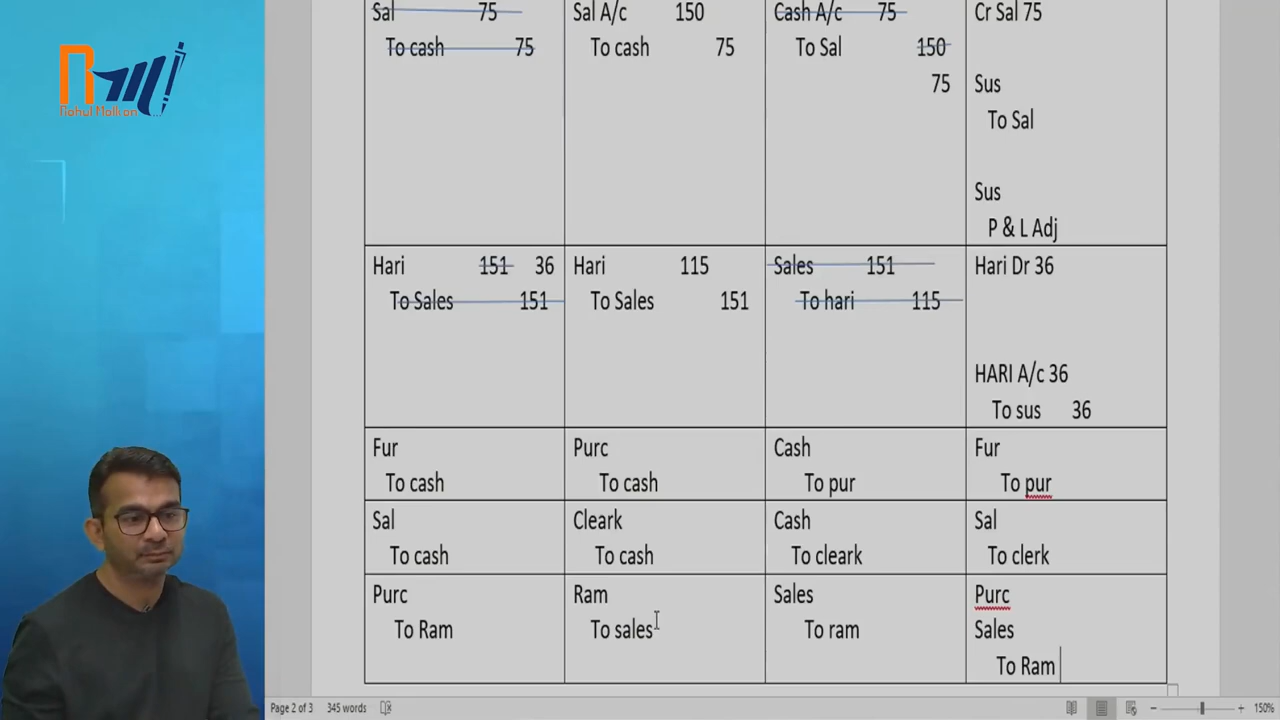 Rahul Malkan
Sal 75
To cash 75
Sal A/c 150
To cash 75
Cash A/c 75
To Sal 150
75
Cr Sal 75
Sus
To Sal
Sus
P & L Adj
Hari 151 36
To Sales 151
Hari 115
To Sales 151
Sales 151
To hari 115
Hari Dr 36
HARI A/c 36
To sus 36
Fur
To cash
Purc
To cash
Cash
To pur
Fur
To pur
Sal
To cash
Cleark
To cash
Cash
To cleark
Sal
To clerk
Purc
To Ram
Ram
To sales
Sales
To ram
Purc
Sales
To Ram
Page 2 of 3 345 words
150%